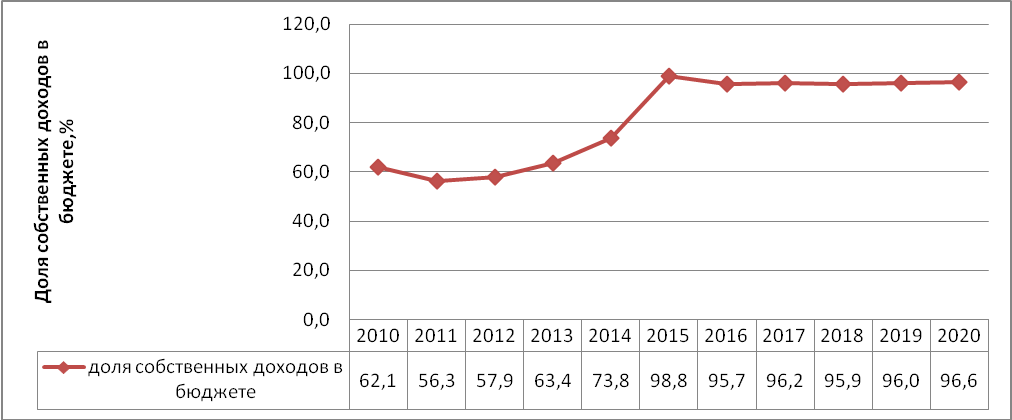 Доля собственных доходов в
бюджете,%
120,0
100,0
80,0
60,0
40,0
20,0
0,0
2010 2011 2012 2013 2014 2015 2016 2017 2018 2019 2020
доля собственных доходов в
бюджете
62,1 56,3 57,9 63,4 73,8 98,8 95,7 96,2 95,9 96,0 96,6